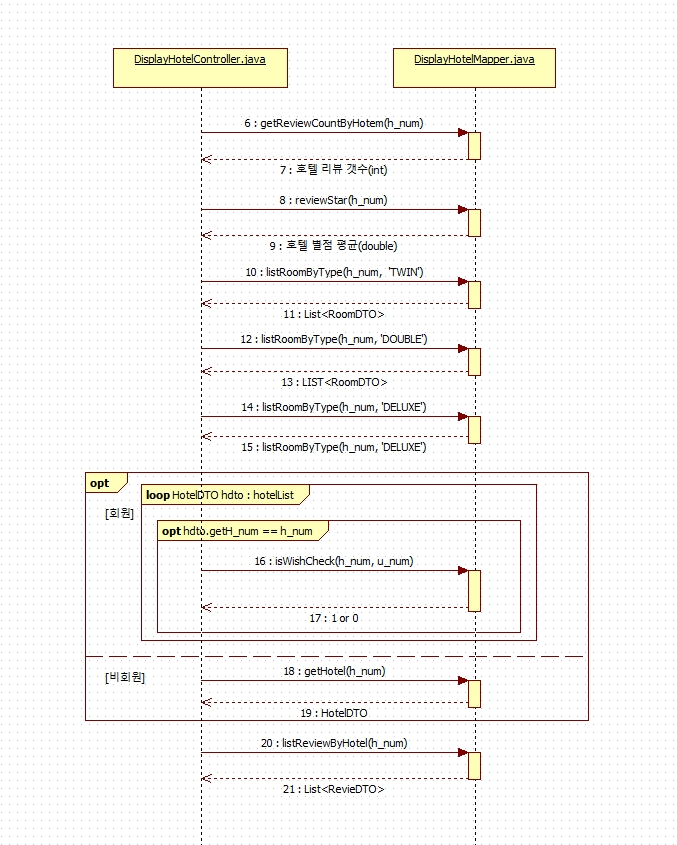 DisplayHotelController.java
DisplayHotelMapper.java
6 : getReviewCountByHotem(h_num)
7 : 호텔 리뷰 갯수(int)
8 : reviewStar(h_num)
9 : 호텔 별점 평균(double)
10 : listRoomByType(h_num, 'TWIN')
11 : List<RoomDTO>
12 : listRoomByType(h_num, 'DOUBLE')
13 : LIST<RoomDTO>
14 : listRoomByType(h_num, 'DELUXE')
15 : listRoomByType(h_num, 'DELUXE')
opt
loop HotelDTO hdto : hotelList
[회원]
opt hdto.getH_num == h_num
16 : isWishCheck(h_num, u_num)
17 : 1 or 0
18 : getHotel(h_num)
[비회원]
19 : HotelDTO
20 : listReviewByHotel(h_num)
21 : List<RevieDTO>